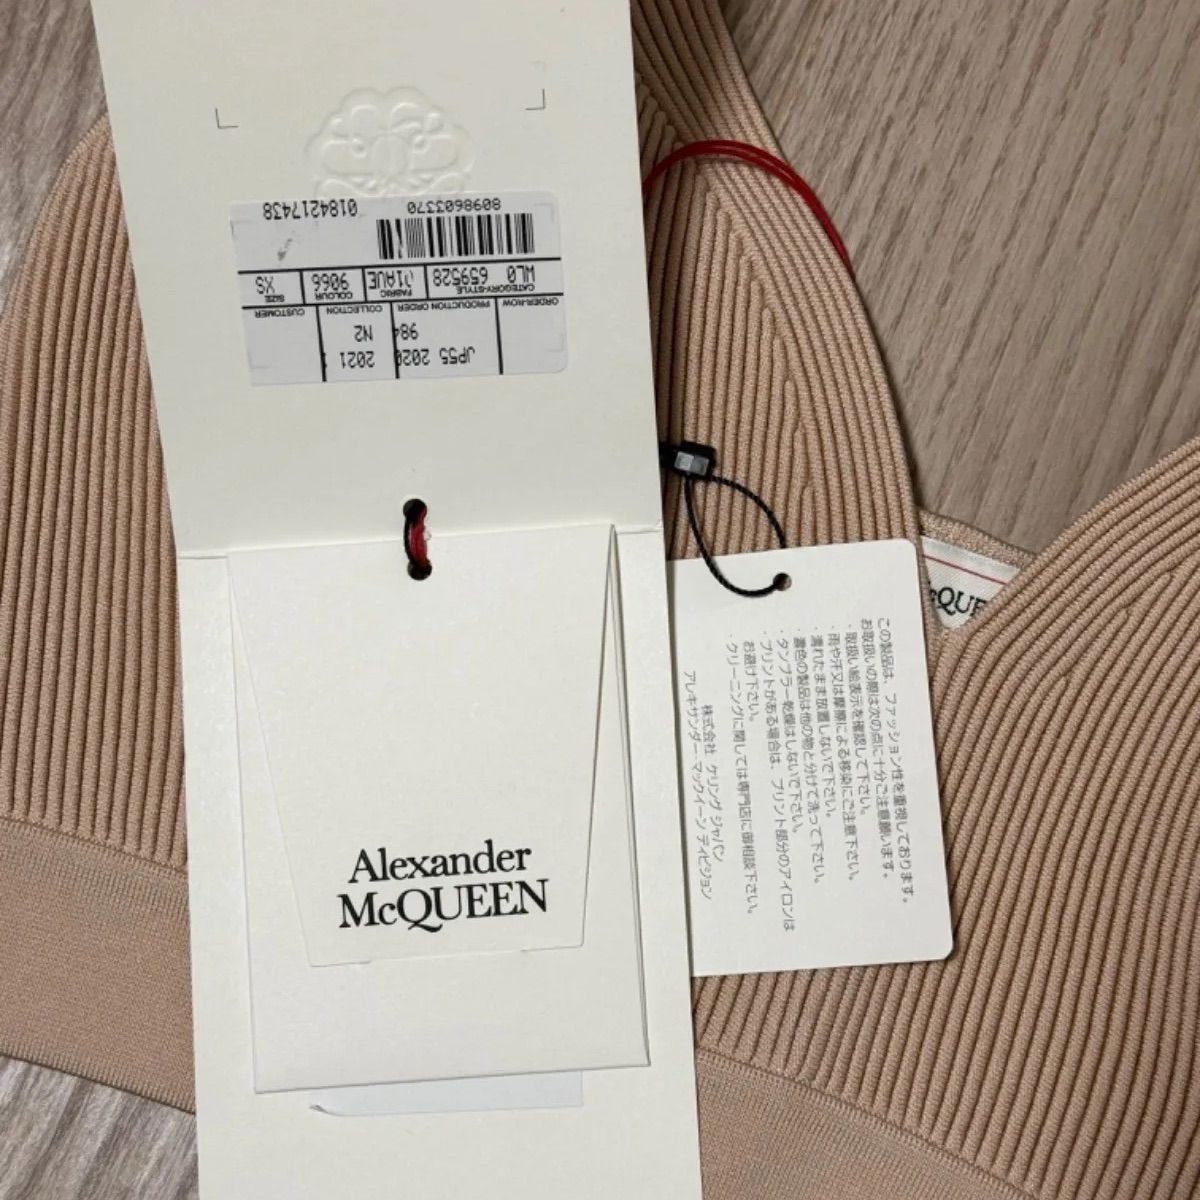 ORDER-ROW PRODUCTION ORDER COLLECTION CUSTOMER
JP55 2020 2021
984 N2
CATEGORY-STYLE FABRIC COLOUR SIZE
WL0 659528 Q1AUE 9066 XS
8098603370 0184217438
Alexander
McQUEEN
この製品は、ファッション性を重視しております。
お取扱いの際は次の点に十分ご注意願います。
・取扱い絵表示を確認して下さい。
・雨や汗又は摩擦による移染にご注意下さい。
・濡れたまま放置しないで下さい。
・濃色の製品は他の物と分けて洗って下さい。
・タンブラー乾燥はしないで下さい。
・プリントがある場合は、プリント部分のアイロンは
お避け下さい。
・クリーニングに関しては専門店に御相談下さい。
株式会社 ケリング ジャパン
アレキサンダー マックイーン ディビジョン
McQUE